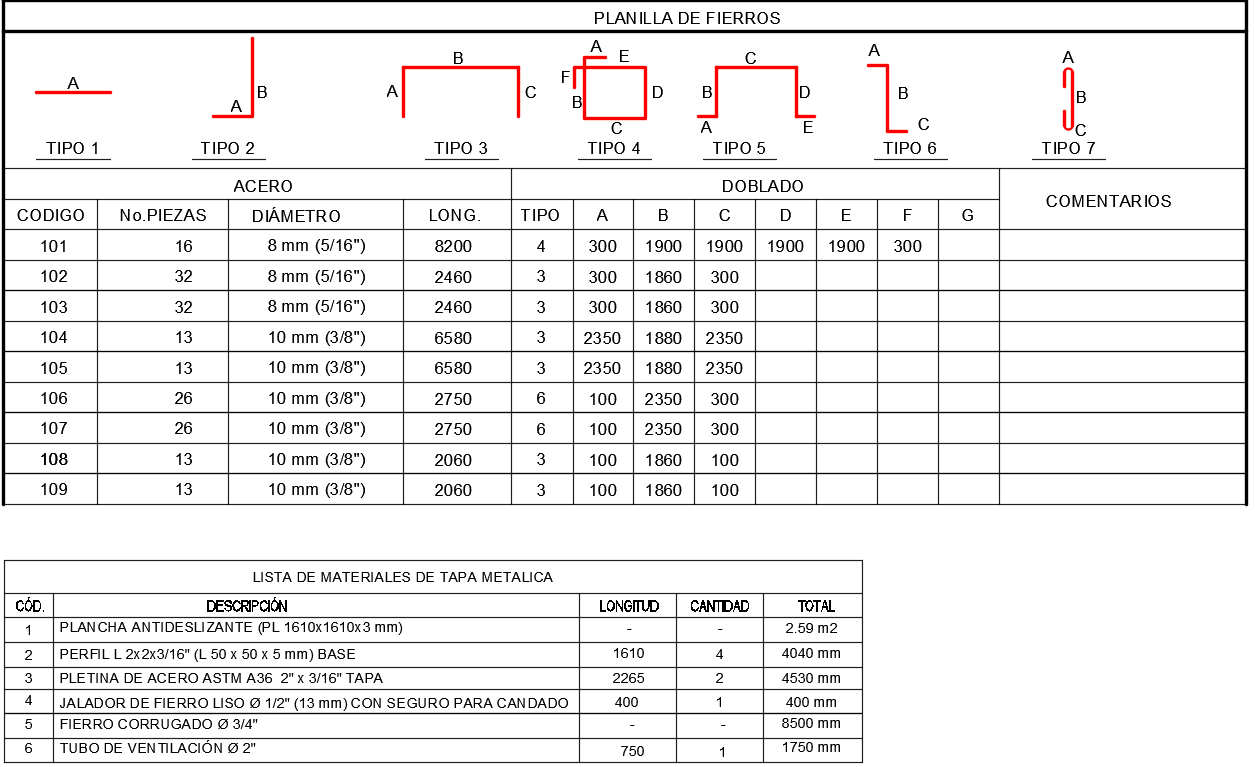 PLANILLA DE FIERROS
A
TIPO 1
A B
TIPO 2
A B C
TIPO 3
A E F B D C
TIPO 4
C B D A E
TIPO 5
A B C
TIPO 6
A B C
TIPO 7
ACERO DOBLADO COMENTARIOS
CODIGO No.PIEZAS DIÁMETRO LONG. TIPO A B C D E F G
101 16 8 mm (5/16") 8200 4 300 1900 1900 1900 1900 300
102 32 8 mm (5/16") 2460 3 300 1860 300
103 32 8 mm (5/16") 2460 3 300 1860 300
104 13 10 mm (3/8") 6580 3 2350 1880 2350
105 13 10 mm (3/8") 6580 3 2350 1880 2350
106 26 10 mm (3/8") 2750 6 100 2350 300
107 26 10 mm (3/8") 2750 6 100 2350 300
108 13 10 mm (3/8") 2060 3 100 1860 100
109 13 10 mm (3/8") 2060 3 100 1860 100
LISTA DE MATERIALES DE TAPA METALICA
CÓD. DESCRIPCIÓN LONGITUD CANTIDAD TOTAL
1 PLANCHA ANTIDESLIZANTE (PL 1610x1610x3 mm) - - 2.59 m2
2 PERFIL L 2x2x3/16" (L 50 x 50 x 5 mm) BASE 1610 4 4040 mm
3 PLETINA DE ACERO ASTM A36 2" x 3/16" TAPA 2265 2 4530 mm
4 JALADOR DE FIERRO LISO Ø 1/2" (13 mm) CON SEGURO PARA CANDADO 400 1 400 mm
5 FIERRO CORRUGADO Ø 3/4" - - 8500 mm
6 TUBO DE VENTILACIÓN Ø 2" 750 1 1750 mm